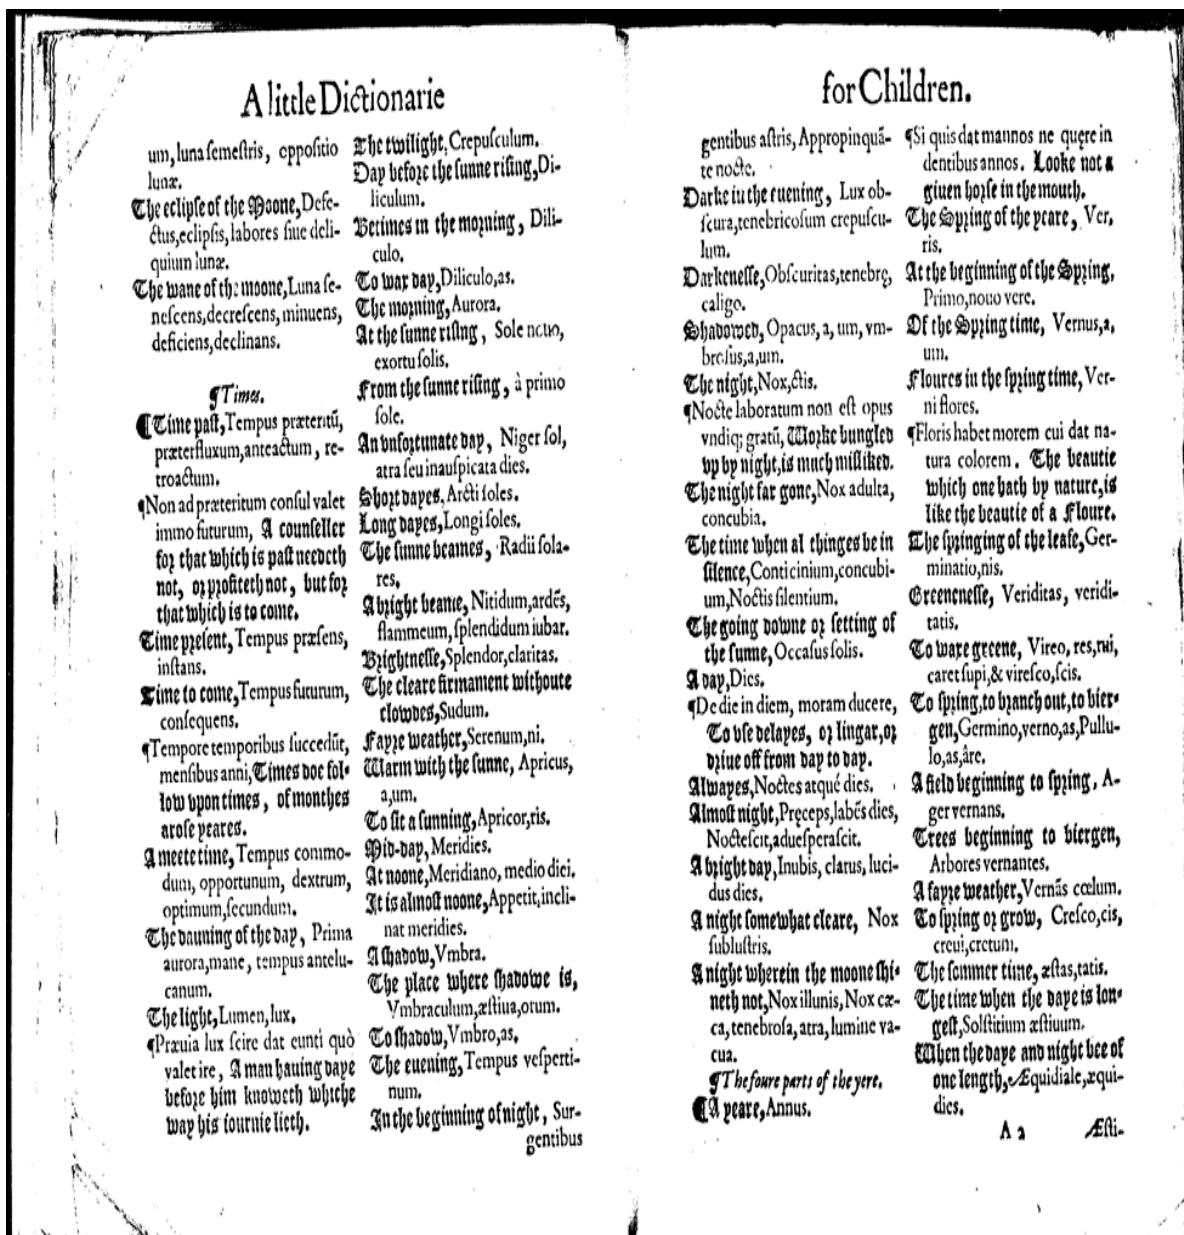 A little Dictionarie
um, luna semestris, oppositio
lunæ.
The eclipse of the Moone, Defe-
ctus, eclipsis, labores siue deli-
quium lunæ.
The wane of the moone, Luna se-
nescens, decrescens, minuens,
deficiens, declinans.
¶Times.
¶Time past, Tempus præteritũ,
præterfluxum, anteactum, re-
troactum.
¶Non ad præteritum consul valet
immo futurum, A counseller
for that which is past needeth
not, or profiteth not, but for
that which is to come.
Time present, Tempus præsens,
instans.
Time to come, Tempus futurum,
consequens.
¶Tempore temporibus succedũt,
mensibus anni, Times doe fol-
low vpon times, of monthes
arose yeares.
A meete time, Tempus commo-
dum, opportunum, dextrum,
optimum, secundum.
The dauning of the day, Prima
aurora, mane, tempus antelu-
canum.
The light, Lumen, lux.
¶Præuia lux scire dat eunti quò
valet ire, A man hauing daye
before him knoweth whiche
way his iournie lieth.
The twilight, Crepusculum.
Day before the sunne rising, Di-
liculum.
Betimes in the morning, Dili-
culo.
To wax day, Diliculo, as.
The morning, Aurora.
At the sunne rising, Sole
exortu solis.
From the sunne rising, à primo
sole.
An vnfortunate day, Niger sol,
atra seu inauspicata dies.
Short dayes, Arcti soles.
Long dayes, Longi soles.
The sunne beames, Radii sola-
res.
A bright beame, Nitidum, ardẽs,
flammeum, splendidum iubar.
Brightnesse, Splendor, claritas.
The cleare firmament withoute
clowdes, Sudum.
Fayre weather, Serenum, ni.
Warm with the sunne, Apricus,
a, um.
To sit a sunning, Apricor, ris.
Mid-day, Meridies.
At noone, Meridiano, medio diei.
It is almost noone, Appetit, incli-
nat meridies.
A shadow, Vmbra.
The place where shadowe is,
Vmbraculum, æstiua, orum.
To shadow, Vmbro, as.
The euening, Tempus vesperti-
num.
In the beginning of night, Sur-
gentibus
for Children.
gentibus astris, Appropinquã-
te nocte.
Darke in the euening, Lux ob-
scura, tenebricosum crepuscu-
lum.
Darkenesse, Obscuritas, tenebrę,
caligo.
Shadowed, Opacus, a, um, vm-
brosus, a, um.
The night, Nox, ctis.
¶Nocte laboratum non est opus
vndiq; gratũ, Worke bungled
vp by night, is much misliked.
The night far gone, Nox adulta,
concubia.
The time when al thinges be in
silence, Conticinium, concubi-
um, Noctis silentium.
The going downe or setting of
the sunne, Occasus solis.
A day, Dies.
¶De die in diem, moram ducere,
To vse delayes, or lingar, or
driue off from day to day.
Alwayes, Noctes atqué dies.
Almost night, Pręceps, labẽs dies,
Noctescit, aduesperascit.
A bright day, Inubis, clarus, luci-
dus dies.
A night somewhat cleare, Nox
sublustris.
A night wherein the moone shi-
neth not, Nox illunis, Nox cæ-
ca, tenebrosa, atra, lumine va-
cua.
¶The foure parts of the yere.
¶A yeare, Annus.
¶Si quis dat mannos ne quęre in
dentibus annos. Looke not a
giuen horse in the mouth.
The Spring of the yeare, Ver,
ris.
At the beginning of the Spring,
Primo, nouo vere.
Of the Spring time, Vernus, a,
um.
Floures in the spring time, Ver-
ni flores.
¶Floris habet morem cui dat na-
tura colorem. The beautie
which one hath by nature, is
like the beautie of a Floure.
The springing of the leafe, Ger-
minatio, nis.
Greenenesse, Veriditas, veridi-
tatis.
To waxe greene, Vireo, res, rui,
caret supi, & viresco, scis.
To spring, to branch out, to bier-
gen, Germino, verno, as, Pullu-
lo, as, âre.
A field beginning to spring, A-
ger vernans.
Trees beginning to biergen,
Arbores vernantes.
A fayre weather, Vernãs cœlum.
To spring or grow, Cresco, cis,
creui, cretum.
The sommer time, æstas, tatis.
The time when the daye is lon-
gest, Solstitium æstiuum.
When the daye and night bee of
one length, Æquidiale, æqui-
dies.
A a Æsti-